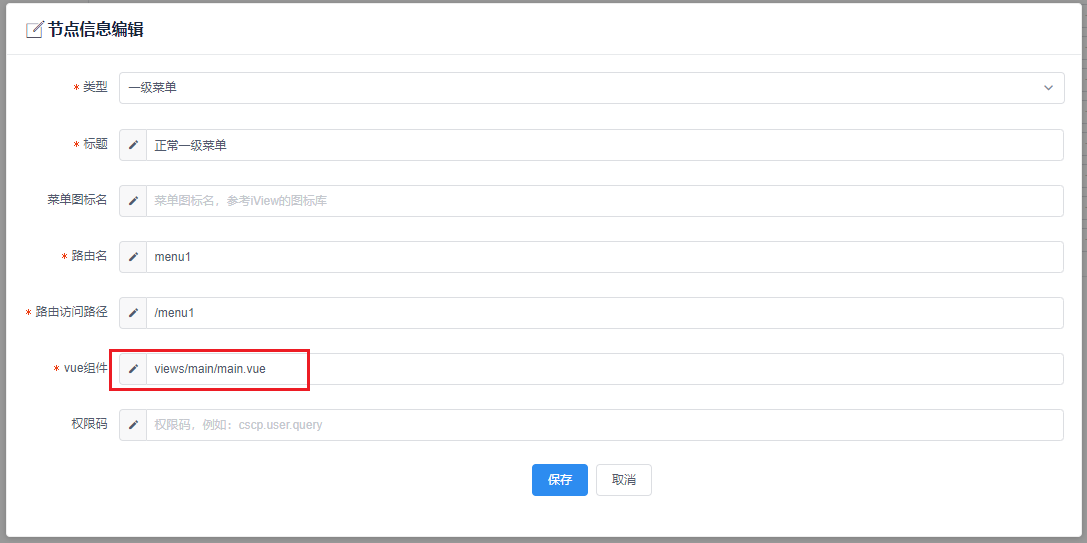 节点信息编辑
* 类型 一级菜单
* 标题 正常一级菜单
菜单图标名 菜单图标名，参考iView的图标库
* 路由名 menu1
* 路由访问路径 /menu1
* vue组件 views/main/main.vue
权限码 权限码，例如：cscp.user.query
保存 取消